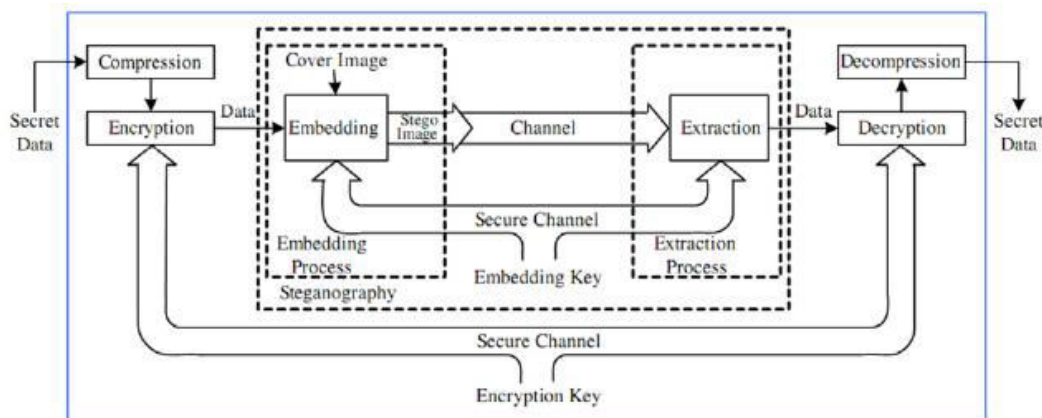 Secret
Data
Compression
Encryption
Data
Cover Image
Embedding
Stego
Image
Channel
Extraction
Data
Decompression
Decryption
Secret
Data
Secure Channel
Embedding
Process
Extraction
Process
Embedding Key
Steganography
Secure Channel
Encryption Key